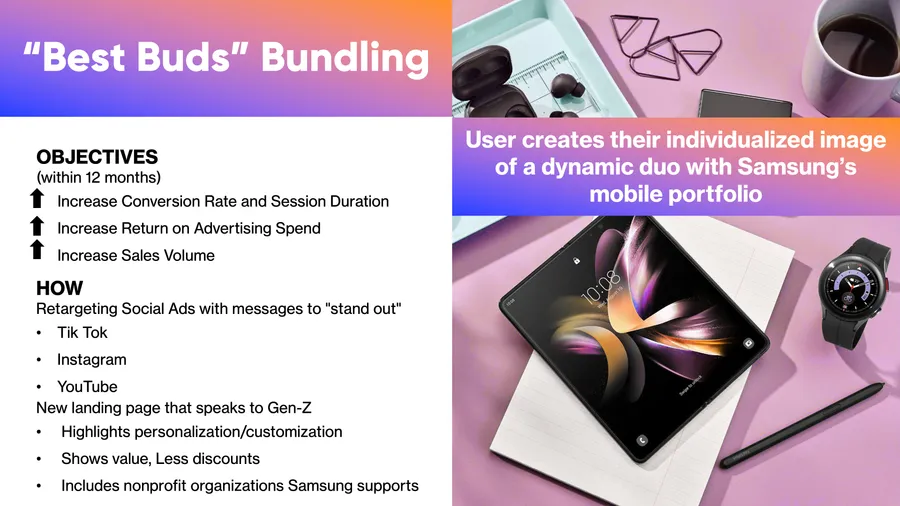 “Best Buds” Bundling
OBJECTIVES
(within 12 months)
Increase Conversion Rate and Session Duration
Increase Return on Advertising Spend
Increase Sales Volume
HOW
Retargeting Social Ads with messages to "stand out"
• Tik Tok
• Instagram
• YouTube
New landing page that speaks to Gen-Z
• Highlights personalization/customization
• Shows value, Less discounts
• Includes nonprofit organizations Samsung supports
User creates their individualized image
of a dynamic duo with Samsung’s
mobile portfolio
10:08
Swipe to unlock